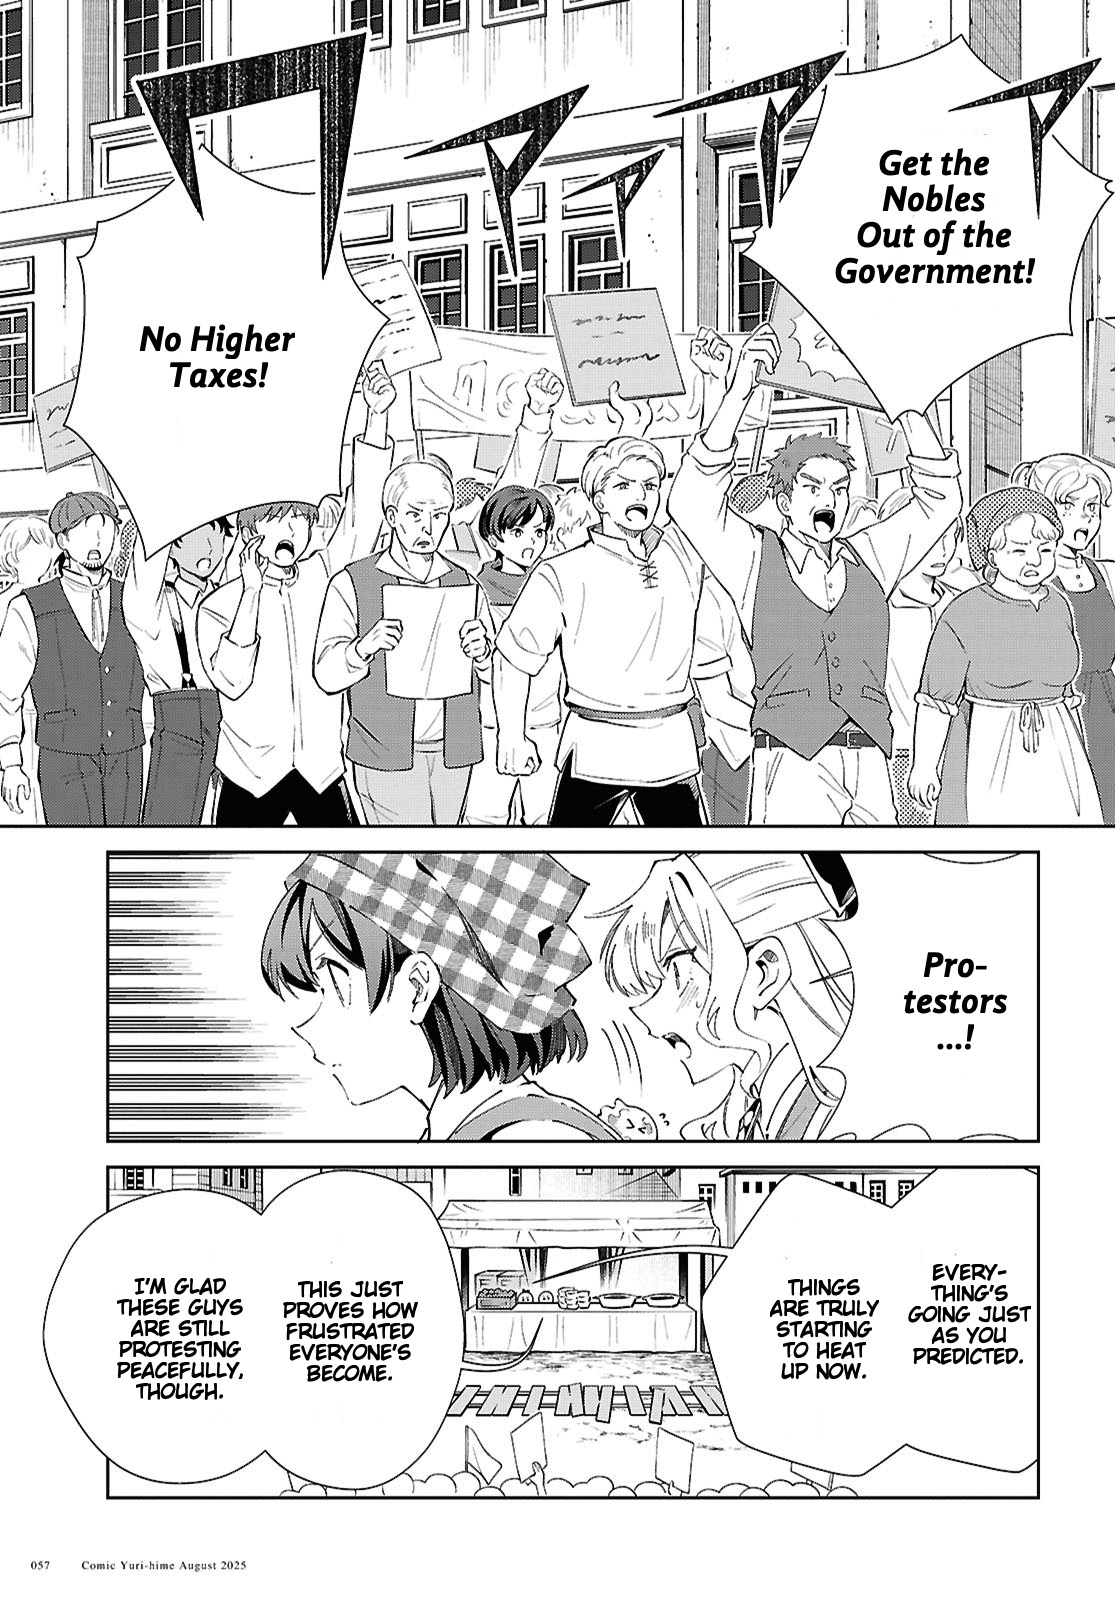 Get the
Nobles
Out of the
Government!
No Higher
Taxes!
Pro-
testors
...!
EVERY-
THING'S
GOING JUST
AS YOU
PREDICTED.
THINGS
ARE TRULY
STARTING
TO HEAT
UP NOW.
THIS JUST
PROVES HOW
FRUSTRATED
EVERYONE'S
BECOME.
I'M GLAD
THESE GUYS
ARE STILL
PROTESTING
PEACEFULLY,
THOUGH.
057 Comic Yuri-hime August 2025